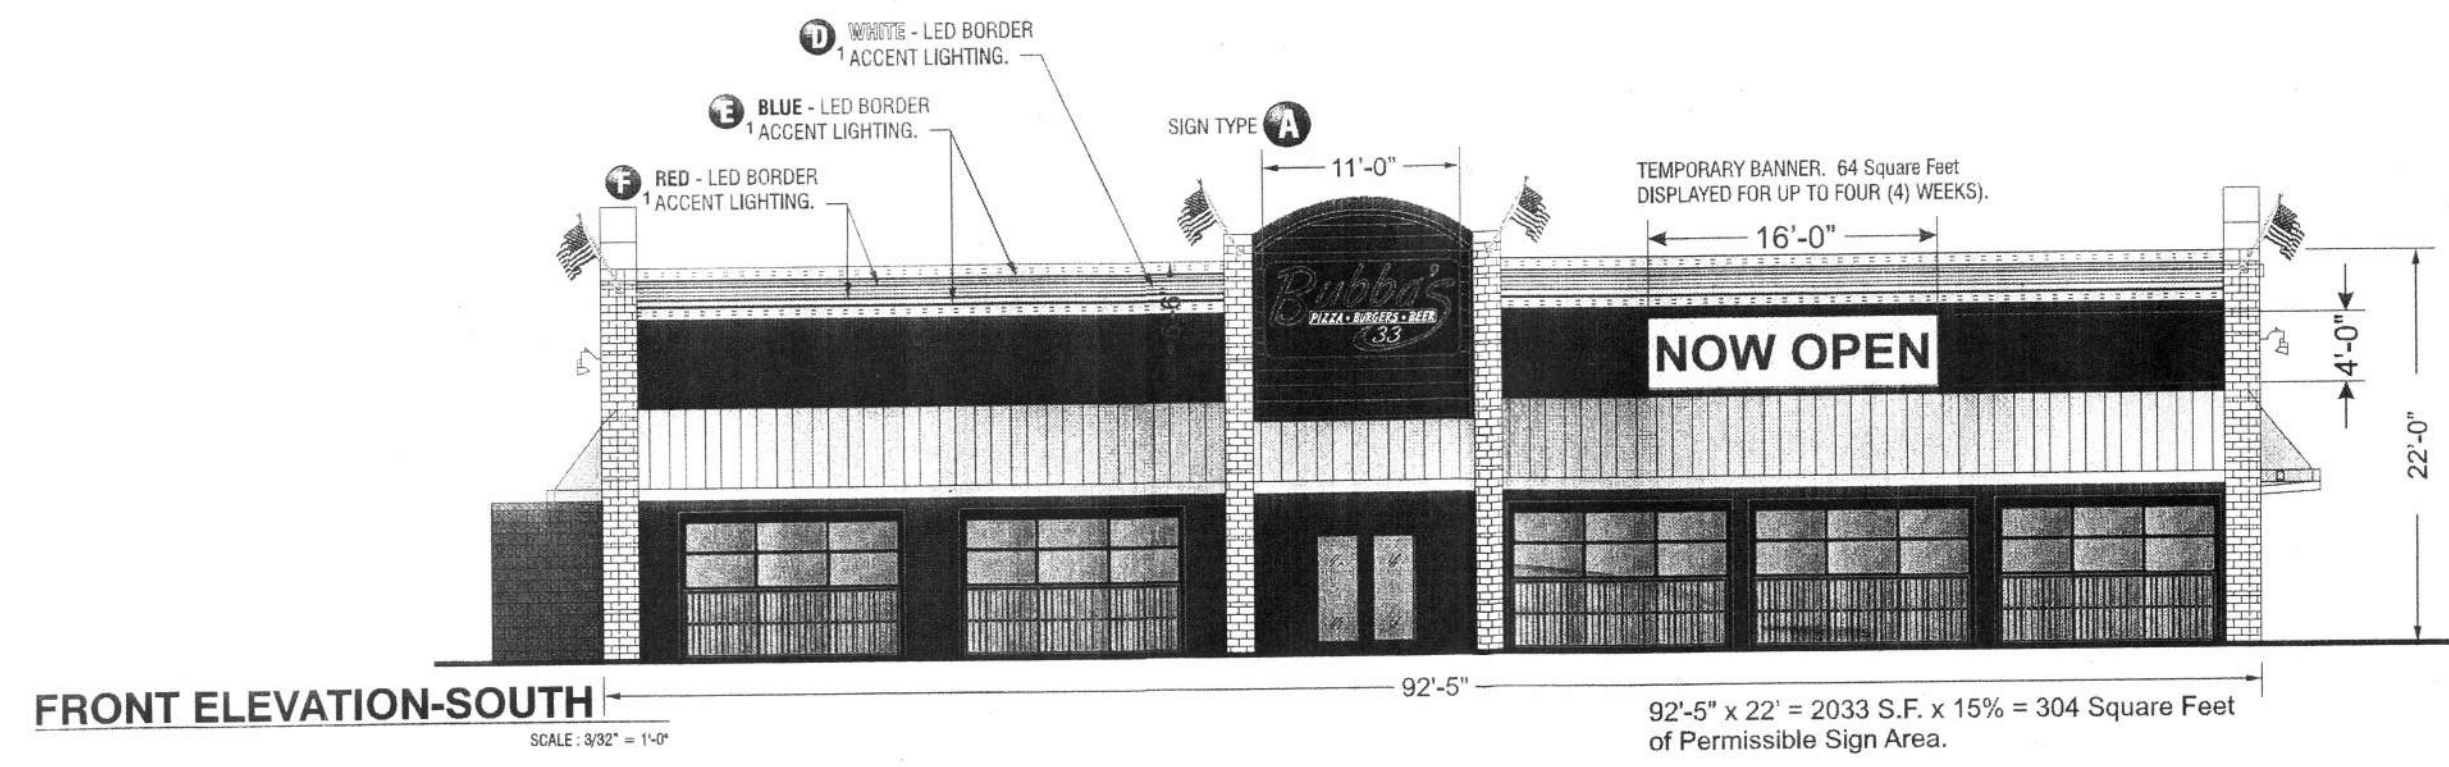 D WHITE - LED BORDER
1 ACCENT LIGHTING.
E BLUE - LED BORDER
1 ACCENT LIGHTING.
SIGN TYPE A
F RED - LED BORDER
1 ACCENT LIGHTING.
11'-0"
TEMPORARY BANNER. 64 Square Feet
DISPLAYED FOR UP TO FOUR (4) WEEKS).
16'-0"
Bubba's
PIZZA • BURGERS • BEER
33
NOW OPEN
4'-0"
22'-0"
92'-5"
FRONT ELEVATION-SOUTH
SCALE : 3/32" = 1'-0"
92'-5" x 22' = 2033 S.F. x 15% = 304 Square Feet
of Permissible Sign Area.